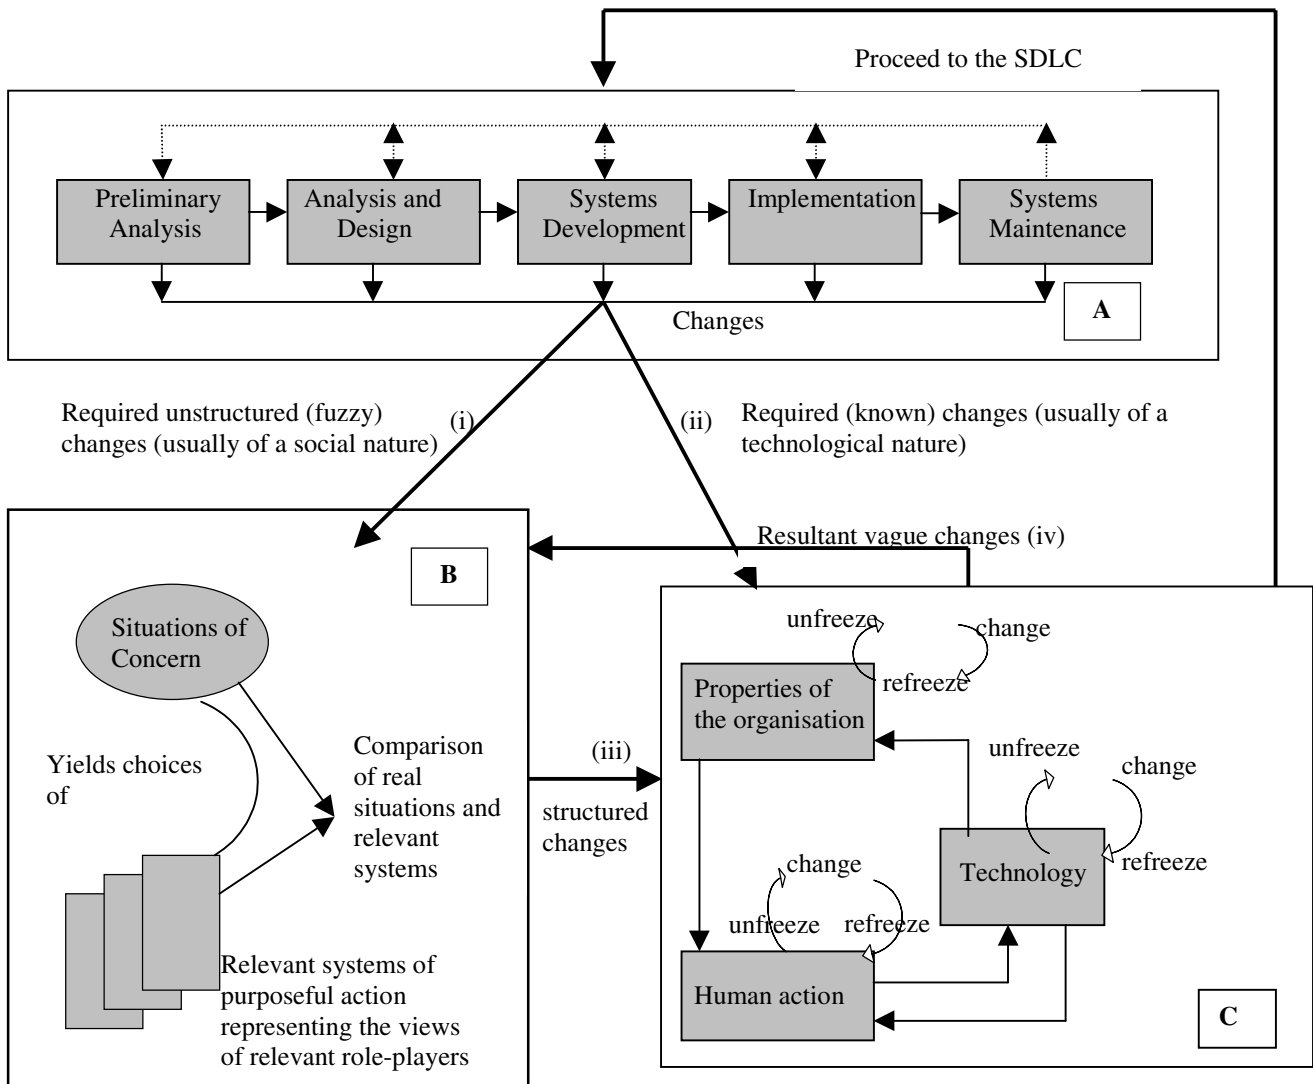 Proceed to the SDLC
Preliminary
Analysis
Analysis and
Design
Systems
Development
Implementation
Systems
Maintenance
Changes
A
Required unstructured (fuzzy)
changes (usually of a social nature)
(i)
(ii)
Required (known) changes (usually of a
technological nature)
Resultant vague changes (iv)
B
Situations of
Concern
Yields choices
of
Comparison
of real
situations and
relevant
systems
Relevant systems of
purposeful action
representing the views
of relevant role-players
(iii)
structured
changes
unfreeze
change
refreeze
Properties of
the organisation
unfreeze
change
refreeze
Technology
change
unfreeze
refreeze
Human action
C